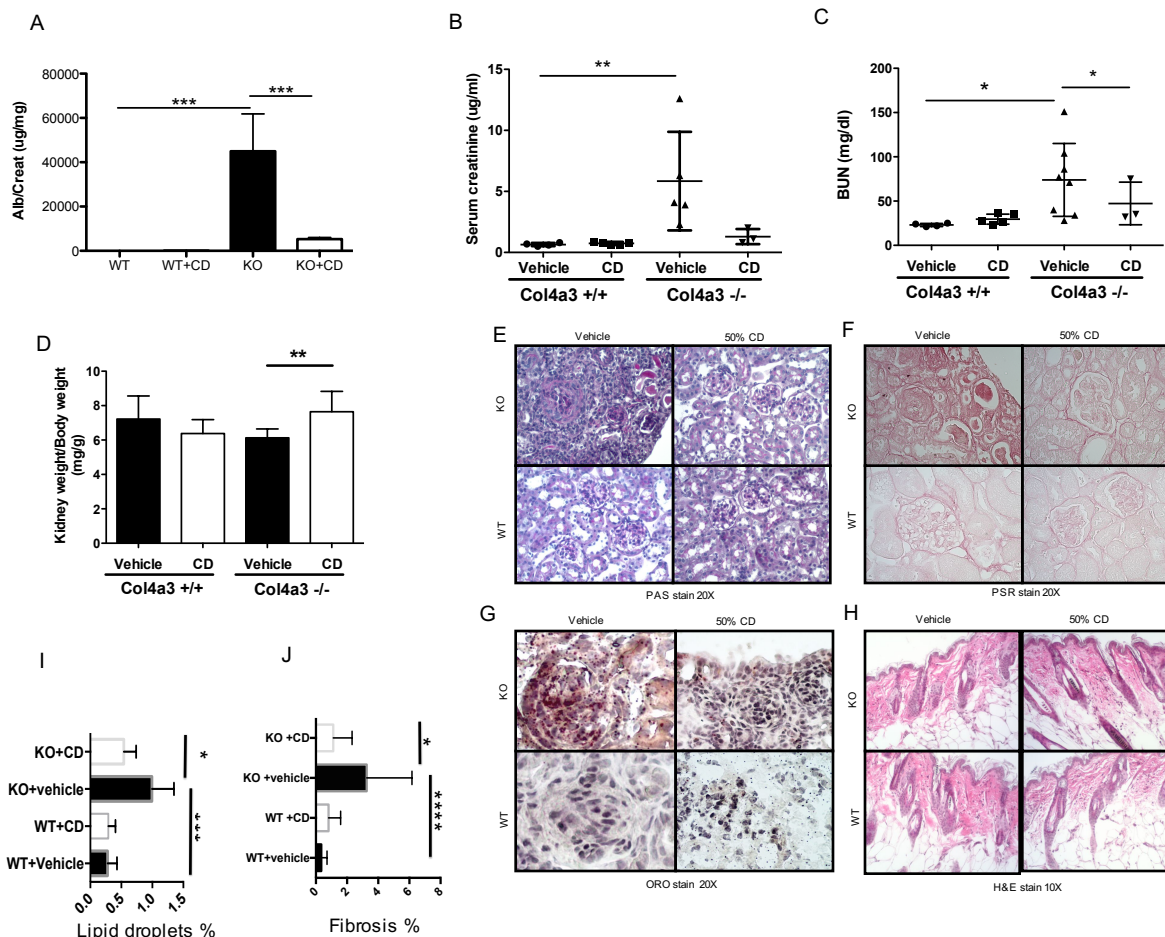 A
80000
60000
40000
20000
0
Alb/Creat (ug/mg)
***
***
WT
WT+CD
KO
KO+CD
B
15
10
5
0
Serum creatinine (ug/ml)
**
Vehicle
CD
Vehicle
CD
Col4a3 +/+
Col4a3 -/-
C
200
150
100
50
0
BUN (mg/dl)
*
*
Vehicle
CD
Vehicle
CD
Col4a3 +/+
Col4a3 -/-
D
10
8
6
4
2
0
Kidney weight/Body weight
(mg/g)
**
Vehicle
CD
Vehicle
CD
Col4a3 +/+
Col4a3 -/-
E
Vehicle
50% CD
KO
WT
PAS stain 20X
F
Vehicle
50% CD
KO
WT
PSR stain 20X
G
Vehicle
50% CD
KO
WT
ORO stain 20X
H
Vehicle
50% CD
KO
WT
H&E stain 10X
I
KO+CD
KO+vehicle
WT+CD
WT+Vehicle
*
***
0.0
0.5
1.0
1.5
Lipid droplets %
J
KO +CD
KO +vehicle
WT +CD
WT+vehicle
*
****
0
2
4
6
8
Fibrosis %